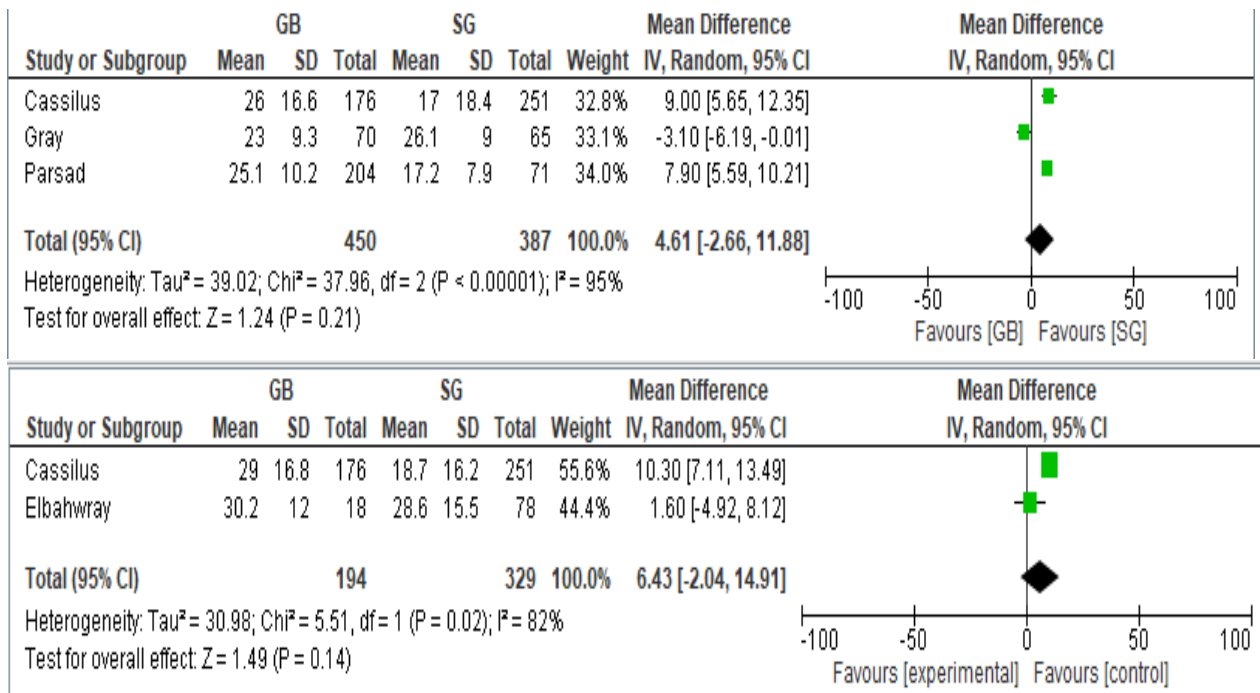 GB SG Mean Difference Mean Difference
Study or Subgroup Mean SD Total Mean SD Total Weight IV, Random, 95% CI IV, Random, 95% CI
Cassilus 26 16.6 176 17 18.4 251 32.8% 9.00 [5.65, 12.35]
Gray 23 9.3 70 26.1 9 65 33.1% -3.10 [-6.19, -0.01]
Parsad 25.1 10.2 204 17.2 7.9 71 34.0% 7.90 [5.59, 10.21]
Total (95% CI) 450 387 100.0% 4.61 [-2.66, 11.88]
Heterogeneity: Tau² = 39.02; Chi² = 37.96, df = 2 (P < 0.00001); I² = 95%
Test for overall effect: Z = 1.24 (P = 0.21)
-100 -50 0 50 100
Favours [GB] Favours [SG]
GB SG Mean Difference Mean Difference
Study or Subgroup Mean SD Total Mean SD Total Weight IV, Random, 95% CI IV, Random, 95% CI
Cassilus 29 16.8 176 18.7 16.2 251 55.6% 10.30 [7.11, 13.49]
Elbahwray 30.2 12 18 28.6 15.5 78 44.4% 1.60 [-4.92, 8.12]
Total (95% CI) 194 329 100.0% 6.43 [-2.04, 14.91]
Heterogeneity: Tau² = 30.98; Chi² = 5.51, df = 1 (P = 0.02); I² = 82%
Test for overall effect: Z = 1.49 (P = 0.14)
-100 -50 0 50 100
Favours [experimental] Favours [control]